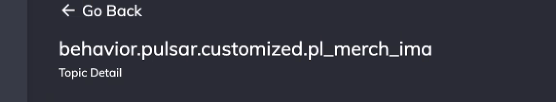 ← Go Back
behavior.pulsar.customized.pl_merch_ima
Topic Detail